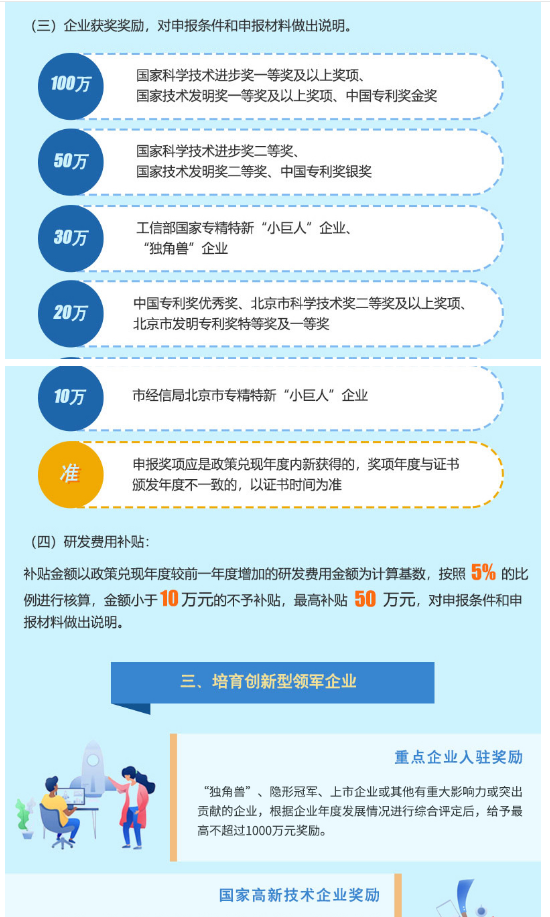 （三）企业获奖奖励，对申报条件和申报材料做出说明。
100万
国家科学技术进步奖一等奖及以上奖项、
国家技术发明奖一等奖及以上奖项、中国专利奖金奖
50万
国家科学技术进步奖二等奖、
国家技术发明奖二等奖、中国专利奖银奖
30万
工信部国家专精特新“小巨人”企业、
“独角兽”企业
20万
中国专利奖优秀奖、北京市科学技术奖二等奖及以上奖项、
北京市发明专利奖特等奖及一等奖
10万
市经信局北京市专精特新“小巨人”企业
准
申报奖项应是政策兑现年度内新获得的，奖项年度与证书
颁发年度不一致的，以证书时间为准
（四）研发费用补贴：
补贴金额以政策兑现年度较前一年度增加的研发费用金额为计算基数，按照 5% 的比
例进行核算，金额小于10万元的不予补贴，最高补贴 50 万元，对申报条件和申
报材料做出说明。
三、培育创新型领军企业
重点企业入驻奖励
“独角兽”、隐形冠军、上市企业或其他有重大影响力或突出
贡献的企业，根据企业年度发展情况进行综合评定后，给予最
高不超过1000万元奖励。
国家高新技术企业奖励